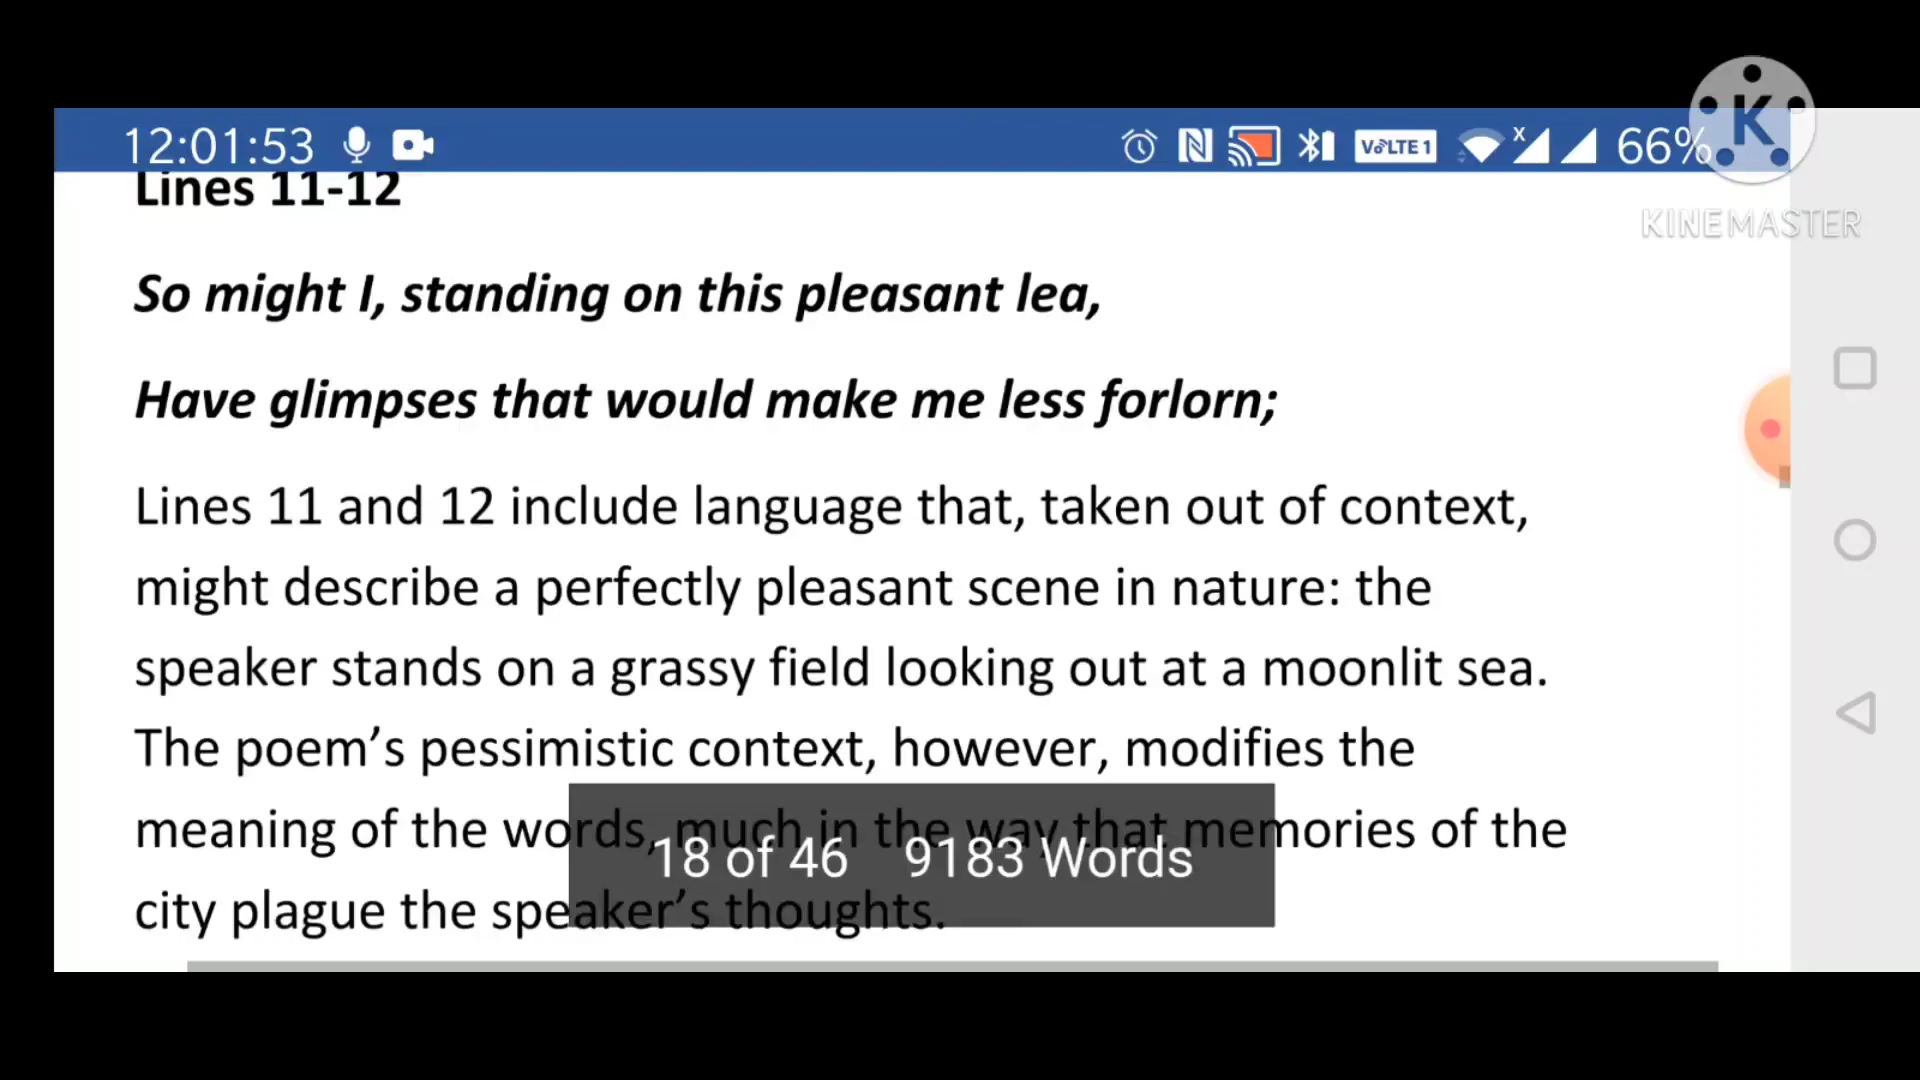 12:01:53 VoLTE 1 x 66%
K
KINEMASTER
Lines 11-12
So might I, standing on this pleasant lea,
Have glimpses that would make me less forlorn;
Lines 11 and 12 include language that, taken out of context,
might describe a perfectly pleasant scene in nature: the
speaker stands on a grassy field looking out at a moonlit sea.
The poem’s pessimistic context, however, modifies the
meaning of the words, much in the way that memories of the
18 of 46 9183 Words
city plague the speaker’s thoughts.